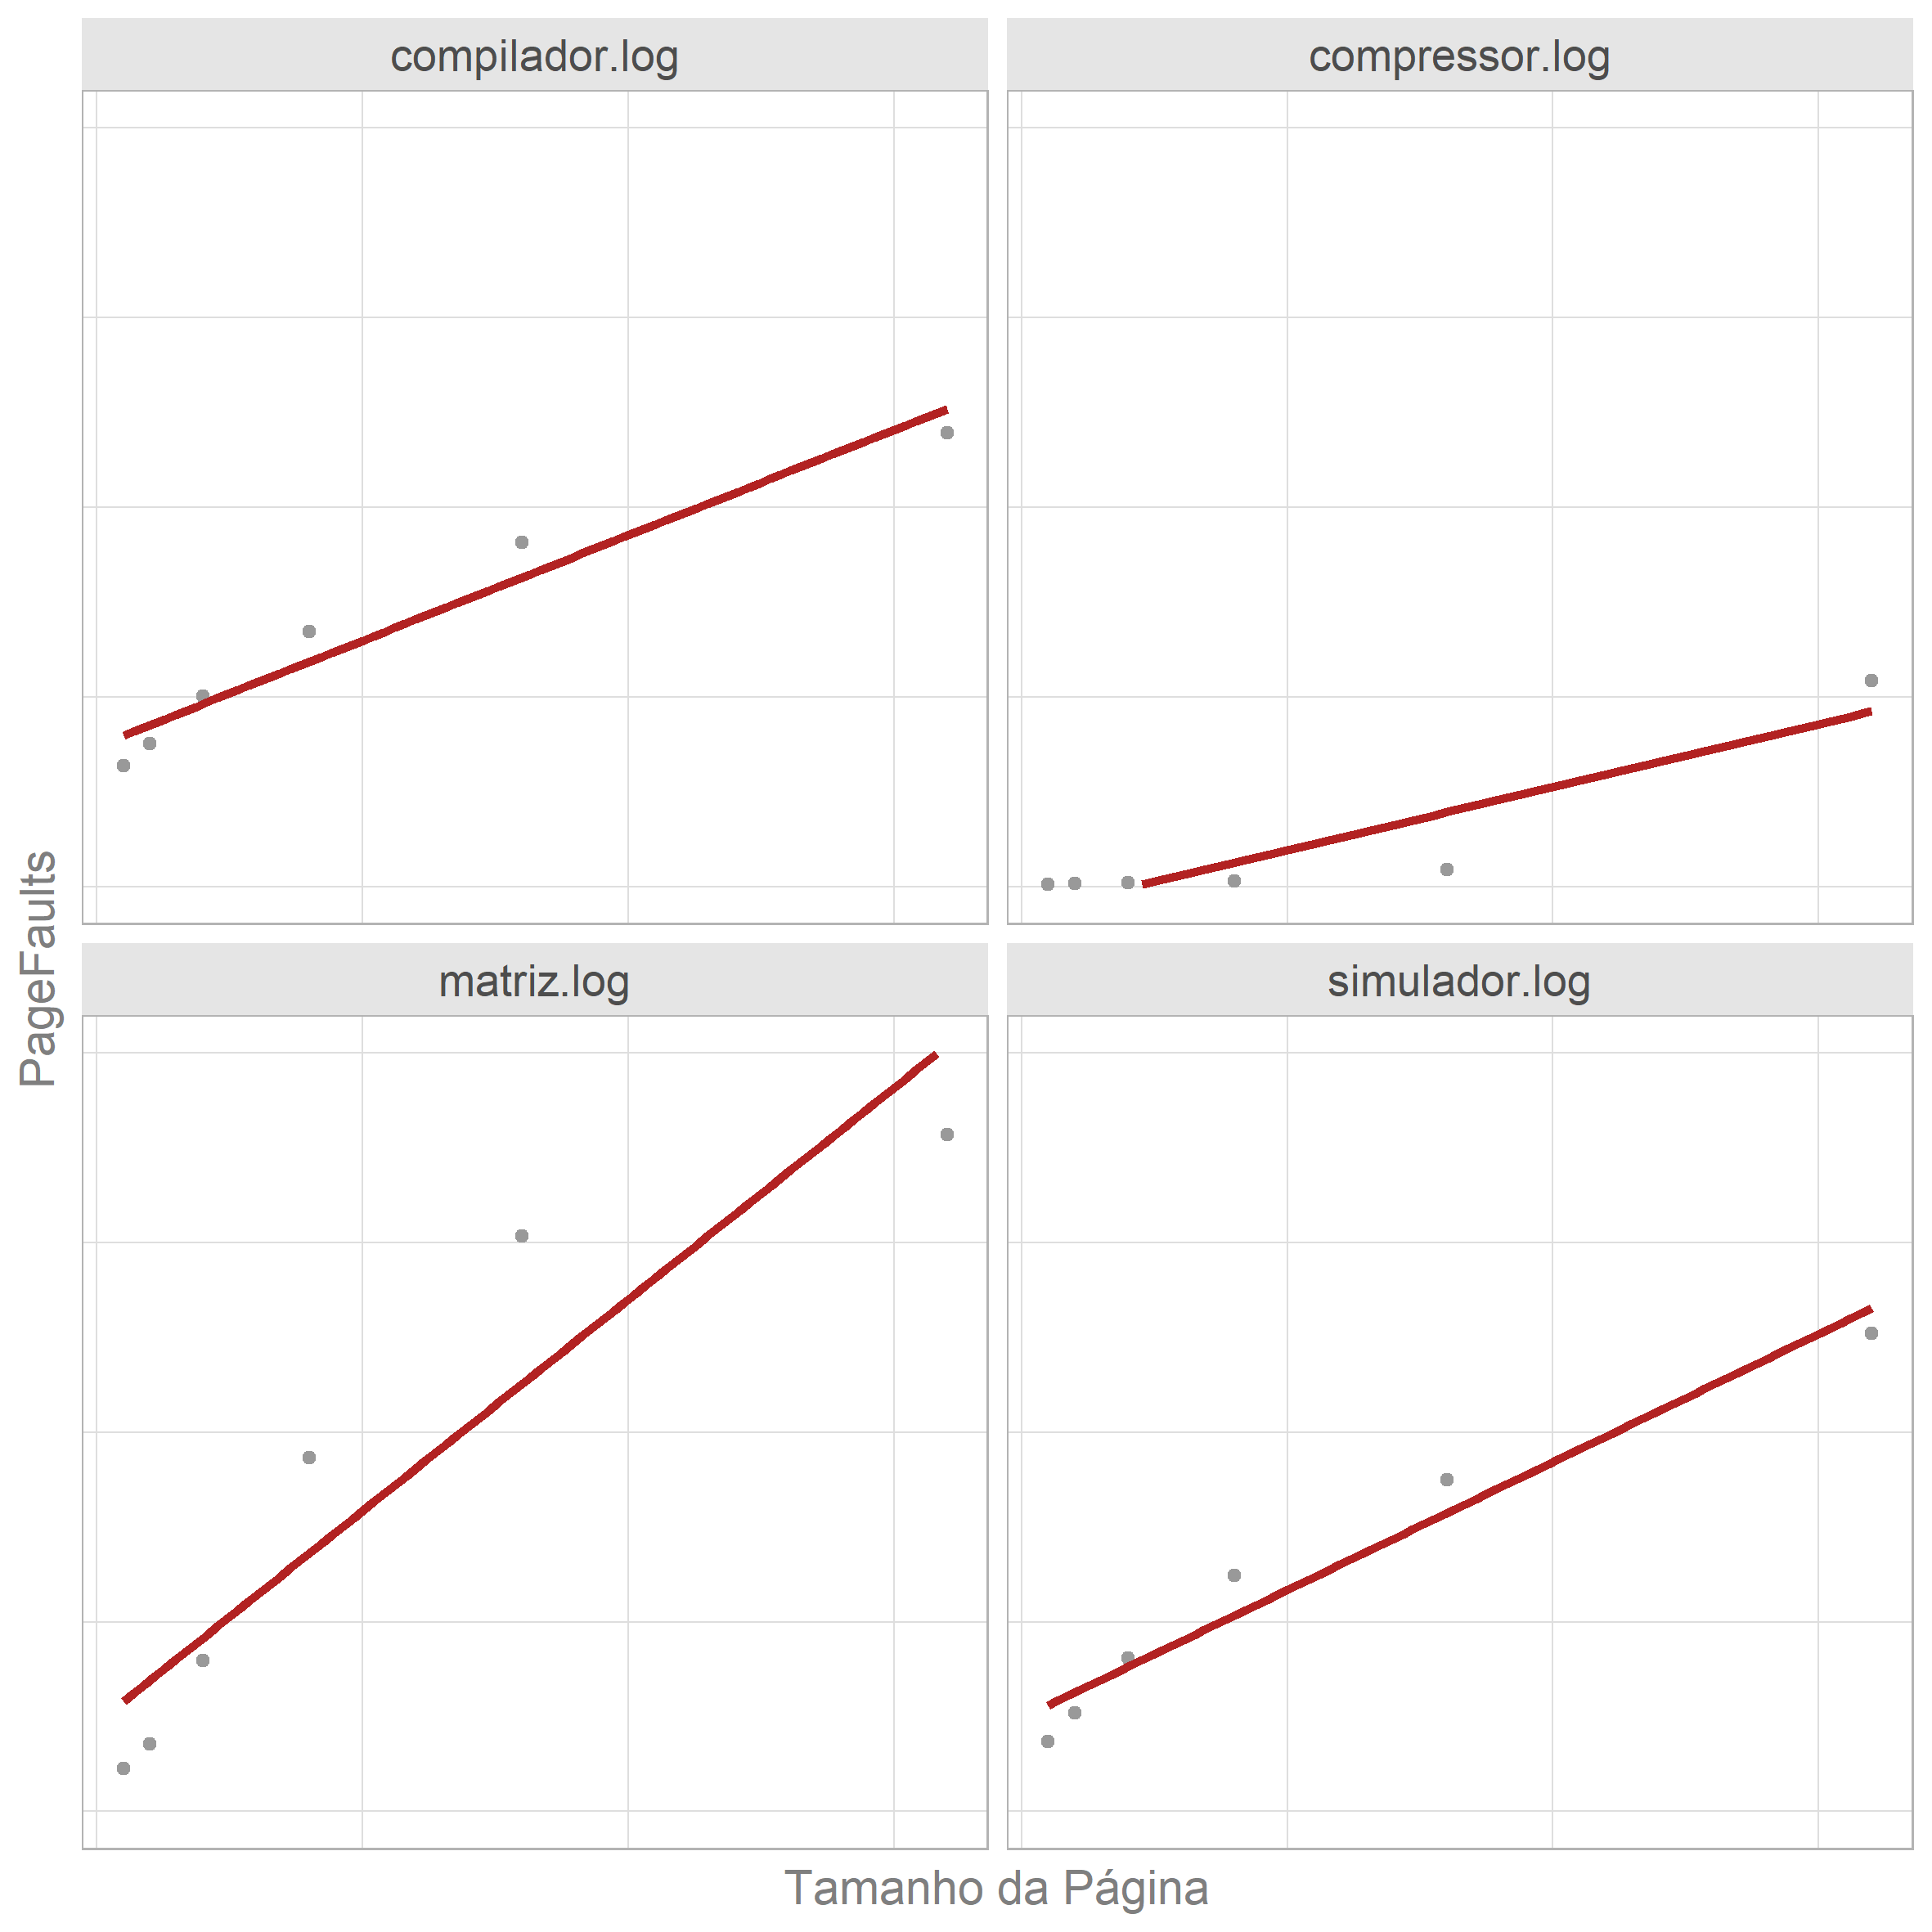 compilador.log
compressor.log
PageFaults
matriz.log
simulador.log
Tamanho da Página